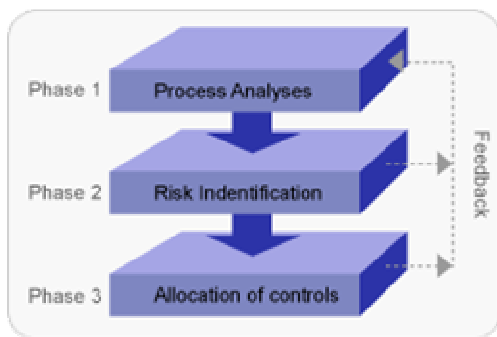 Phase 1
Process Analyses
Phase 2
Risk Indentification
Feedback
Phase 3
Allocation of controls